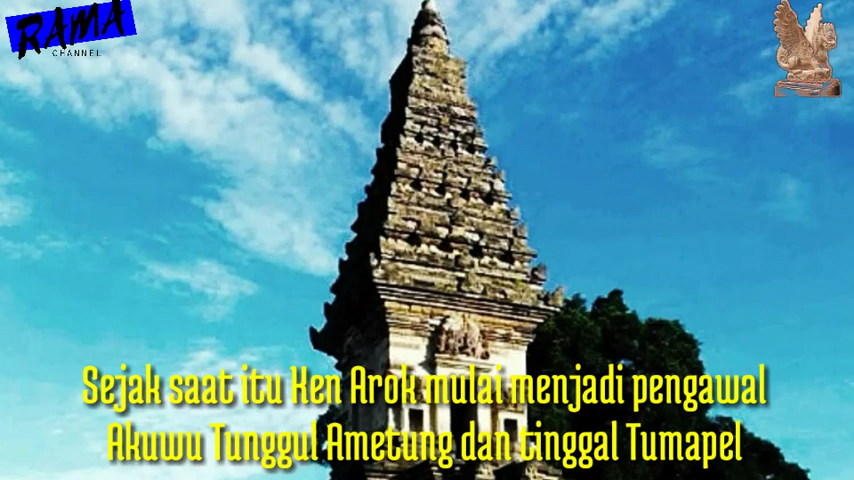 RAMA
CHANNEL
Sejak saat itu Ken Arok mulai menjadi pengawal
Akuwu Tunggul Ametung dan tinggal Tumapel